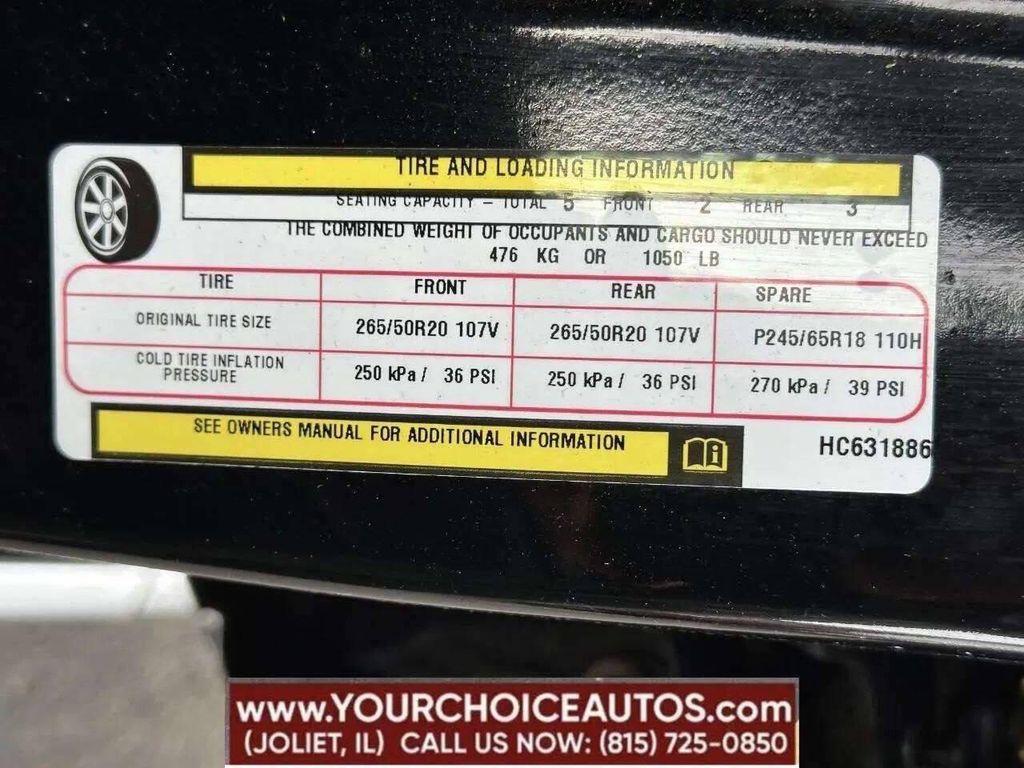 TIRE AND LOADING INFORMATION
SEATING CAPACITY – TOTAL 5 FRONT 2 REAR 3
THE COMBINED WEIGHT OF OCCUPANTS AND CARGO SHOULD NEVER EXCEED
476 KG OR 1050 LB
TIRE FRONT REAR SPARE
ORIGINAL TIRE SIZE 265/50R20 107V 265/50R20 107V P245/65R18 110H
COLD TIRE INFLATION
PRESSURE 250 kPa / 36 PSI 250 kPa / 36 PSI 270 kPa / 39 PSI
SEE OWNERS MANUAL FOR ADDITIONAL INFORMATION
HC631886
www.YOURCHOICEAUTOS.com
(JOLIET, IL) CALL US NOW: (815) 725-0850